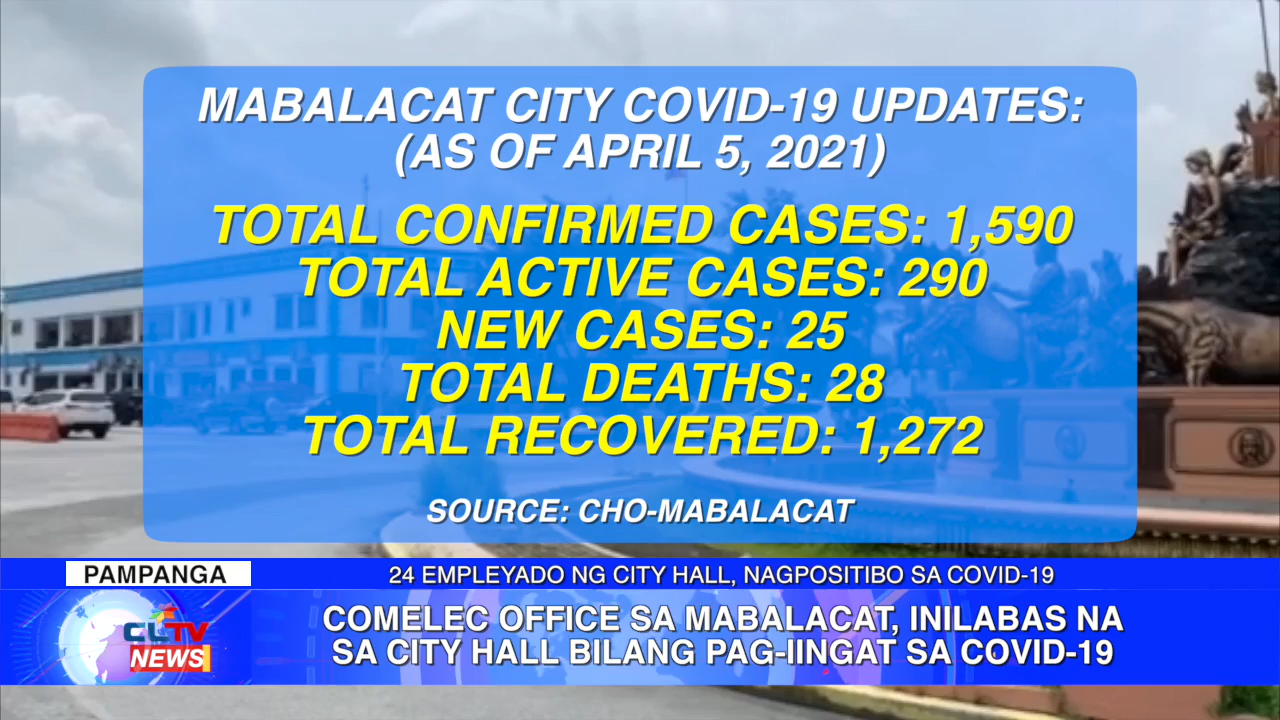 MABALACAT CITY COVID-19 UPDATES:
(AS OF APRIL 5, 2021)
TOTAL CONFIRMED CASES: 1,590
TOTAL ACTIVE CASES: 290
NEW CASES: 25
TOTAL DEATHS: 28
TOTAL RECOVERED: 1,272
SOURCE: CHO-MABALACAT
PAMPANGA
24 EMPLEYADO NG CITY HALL, NAGPOSITIBO SA COVID-19
CLTV
NEWS
COMELEC OFFICE SA MABALACAT, INILABAS NA
SA CITY HALL BILANG PAG-IINGAT SA COVID-19